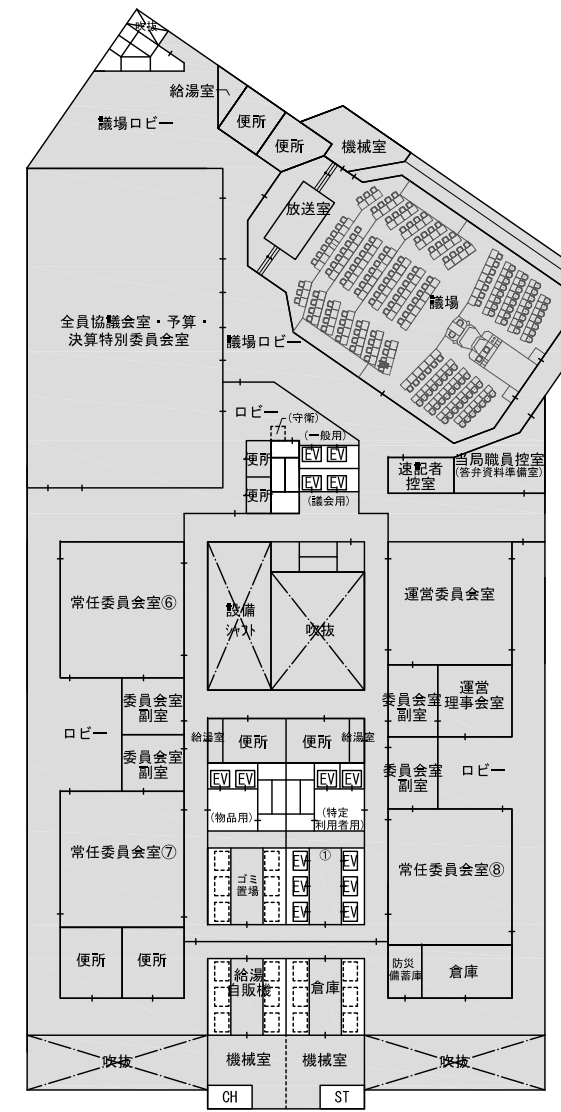 吹抜
給湯室
便所
便所
議場ロビー
機械室
放送室
議場
全員協議会室・予算・
決算特別委員会室
議場ロビー
ロビー
(守衛)
(一般用)
便所
EV
EV
便所
EV
EV
(議会用)
速記者
控室
当局職員控室
(答弁資料準備室)
常任委員会室⑥
設備
シャフト
吹抜
運営委員会室
委員会室
副室
委員会室
副室
運営
理事会室
ロビー
給湯室
便所
便所
給湯室
委員会室
副室
委員会室
副室
ロビー
EV
EV
EV
EV
(物品用)
(特定
利用者用)
常任委員会室⑦
ゴミ
置場
①
EV
EV
EV
EV
EV
EV
常任委員会室⑧
便所
便所
給湯
自販機
倉庫
防災
備蓄庫
倉庫
吹抜
機械室
機械室
吹抜
CH
ST